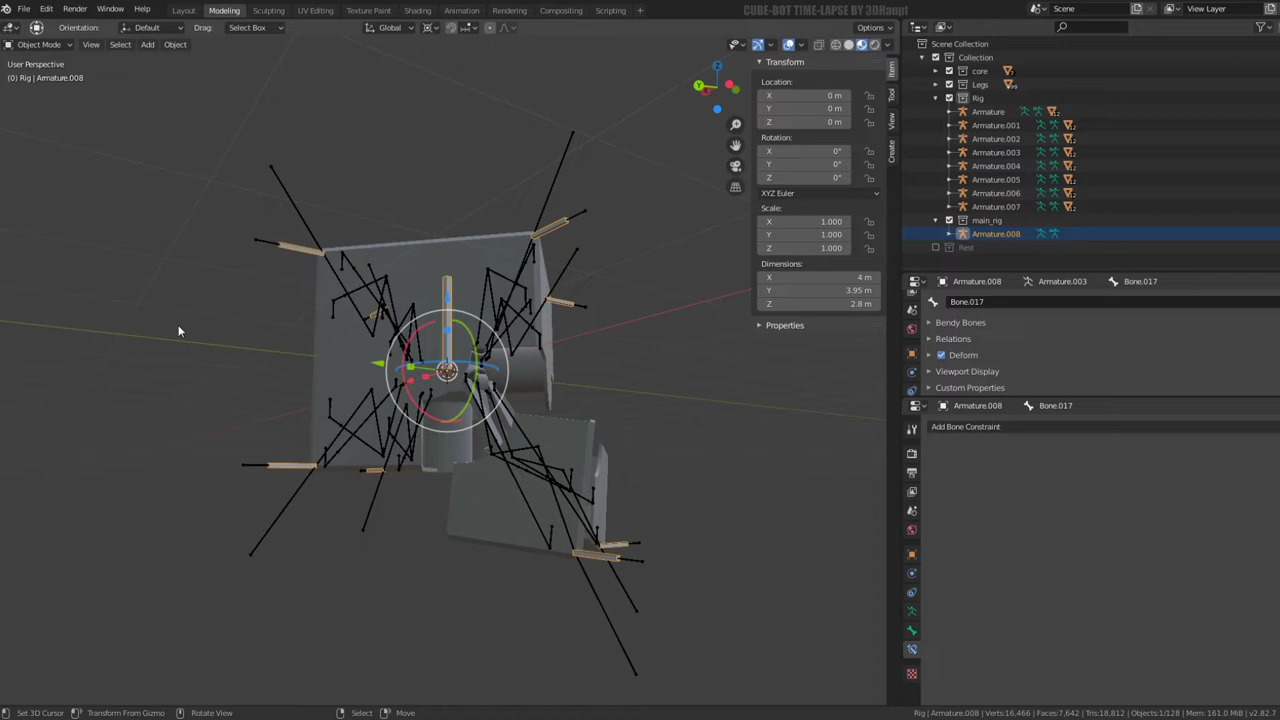 File Edit Render Window Help Layout Modeling Sculpting UV Editing Texture Paint Shading Animation Rendering Compositing Scripting
CUBE-BOT TIME-LAPSE BY 3DHaupt
Scene
View Layer
Orientation: Default Drag: Select Box Global Options
Object Mode View Select Add Object
User Perspective
(0) Rig | Armature.008
Z
Y
Transform
Location:
X 0 m
Y 0 m
Z 0 m
Rotation:
X 0°
Y 0°
Z 0°
XYZ Euler
Scale:
X 1.000
Y 1.000
Z 1.000
Dimensions:
X 4 m
Y 3.95 m
Z 2.8 m
Properties
Item
Tool
View
Create
Scene Collection
Collection
core
Legs
Rig
Armature
Armature.001
Armature.002
Armature.003
Armature.004
Armature.005
Armature.006
Armature.007
main_rig
Armature.008
Rest
Armature.008 Armature.003 Bone.017
Bone.017
Bendy Bones
Relations
Deform
Viewport Display
Custom Properties
Armature.008 Bone.017
Add Bone Constraint
Set 3D Cursor Transform From Gizmo Rotate View Select Move
Rig | Armature.008 | Verts:16,466 | Faces:7,642 | Tris:18,812 | Objects:1/128 | Mem: 161.0 MiB | v2.82.7